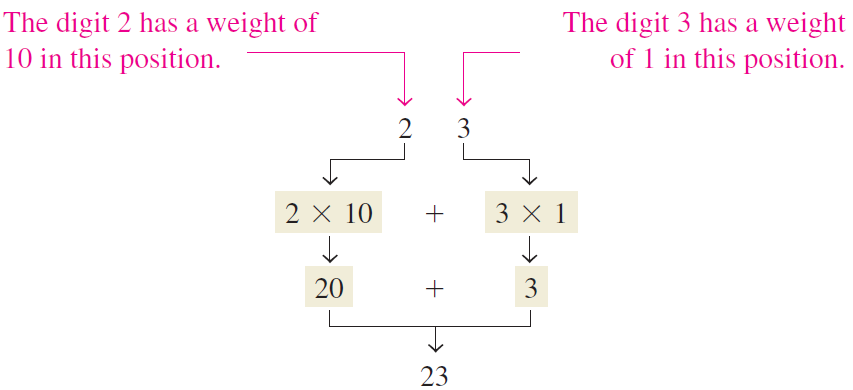 The digit 2 has a weight of
10 in this position.
The digit 3 has a weight
of 1 in this position.
2 3
2 × 10 + 3 × 1
20 + 3
23